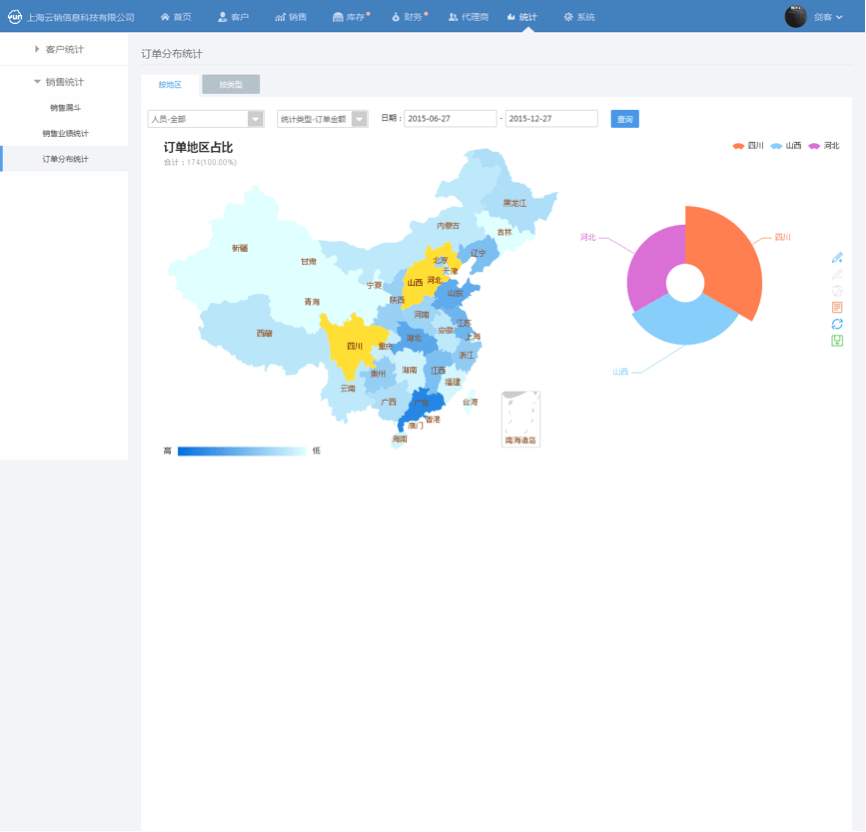 上海云销信息科技有限公司 首页 客户 销售 库存 财务 代理商 统计 系统 剑客
客户统计
销售统计
销售漏斗
销售业绩统计
订单分布统计
订单分布统计
按地区 按类型
人员-全部 统计类型-订单金额 日期： 2015-06-27 - 2015-12-27 查询
订单地区占比
合计：174(100.00%)
四川 山西 河北
黑龙江
内蒙古
吉林
新疆
辽宁
甘肃
北京
天津
宁夏
山西
河北
山东
青海
陕西
河南
江苏
西藏
安徽
上海
湖北
四川
重庆
浙江
湖南
江西
贵州
福建
云南
广西
广东
台湾
香港
澳门
海南
南海诸岛
高 低
河北
四川
山西